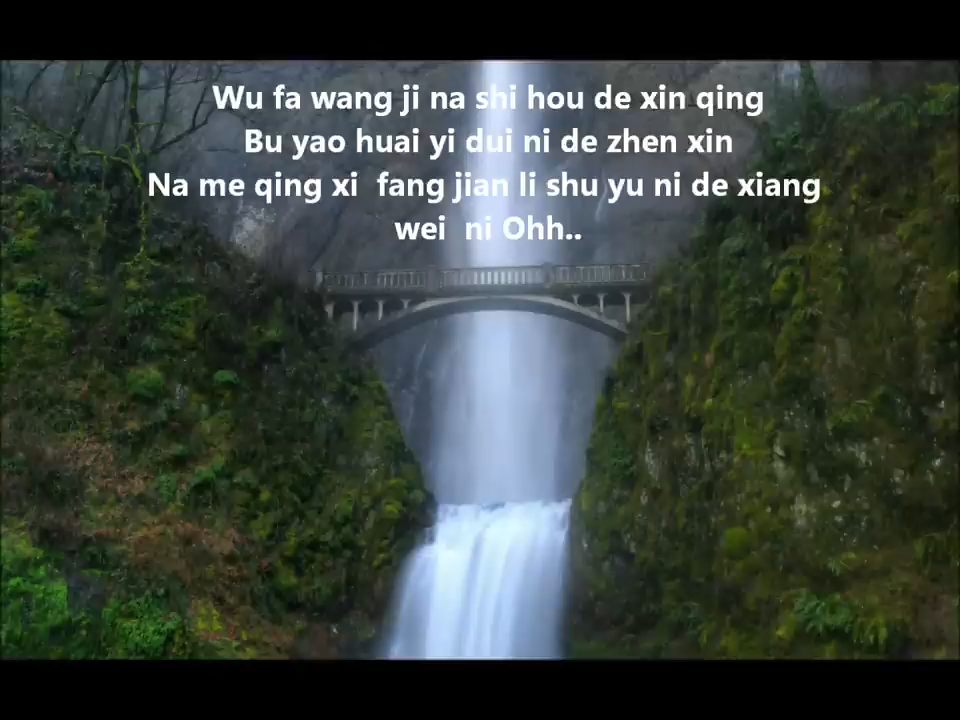 Wu fa wang ji na shi hou de xin qing
Bu yao huai yi dui ni de zhen xin
Na me qing xi  fang jian li shu yu ni de xiang
wei  ni Ohh..